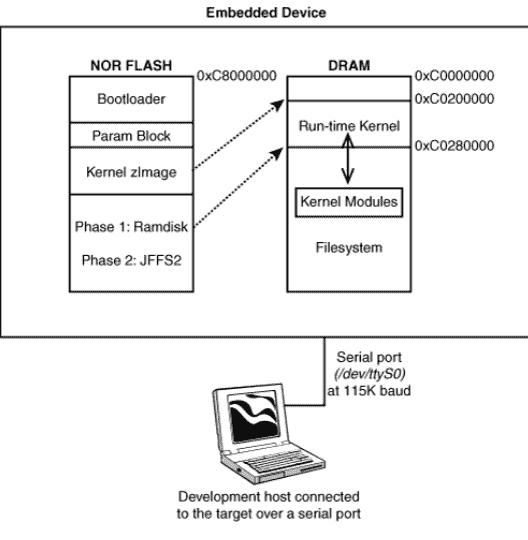 Embedded Device
NOR FLASH
0xC8000000
Bootloader
Param Block
Kernel zImage
Phase 1: Ramdisk
Phase 2: JFFS2
DRAM
0xC0000000
0xC0200000
Run-time Kernel
0xC0280000
Kernel Modules
Filesystem
Serial port
(/dev/ttyS0)
at 115K baud
Development host connected
to the target over a serial port